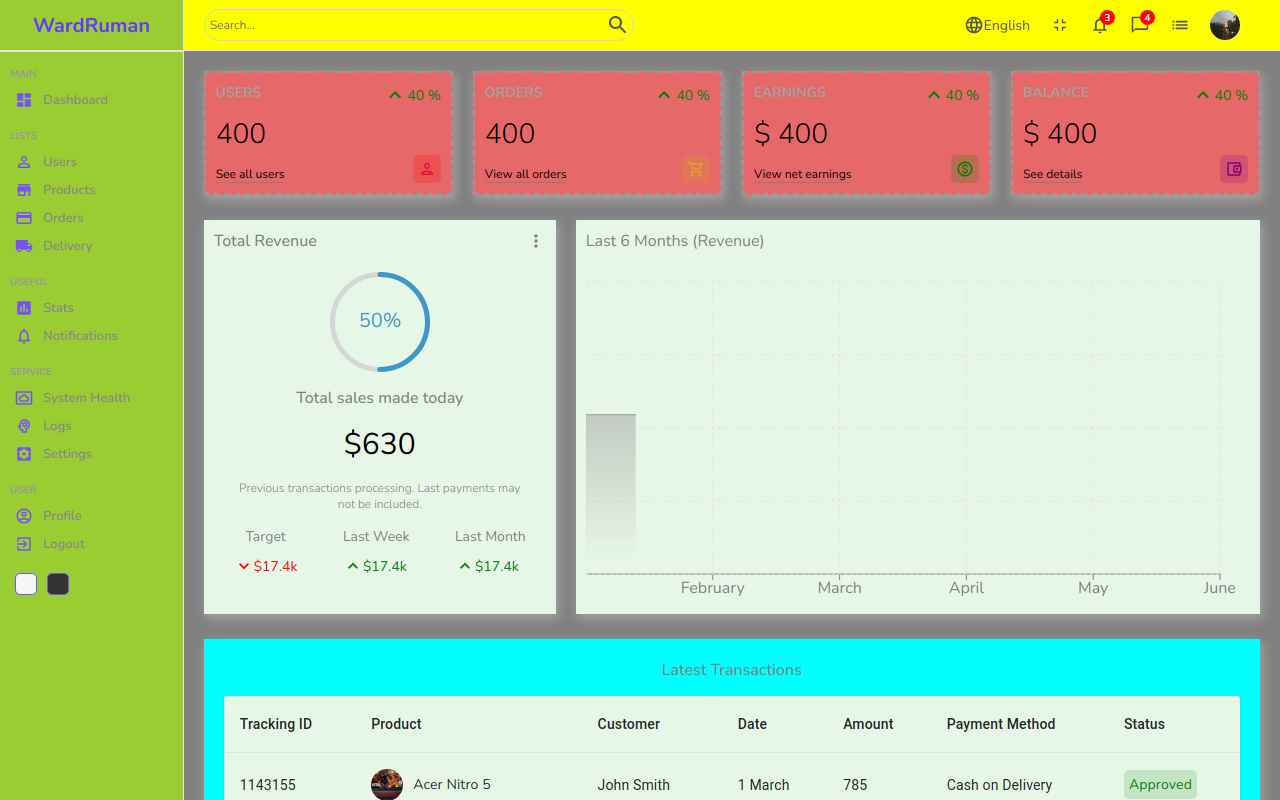 WardRuman
Search...
English
3
4
MAIN
Dashboard
LISTS
Users
Products
Orders
Delivery
USEFUL
Stats
Notifications
SERVICE
System Health
Logs
Settings
USER
Profile
Logout
USERS
40 %
400
See all users
ORDERS
40 %
400
View all orders
EARNINGS
40 %
$ 400
View net earnings
BALANCE
40 %
$ 400
See details
Total Revenue
50%
Total sales made today
$630
Previous transactions processing. Last payments may
not be included.
Target Last Week Last Month
$17.4k $17.4k $17.4k
Last 6 Months (Revenue)
February March April May June
Latest Transactions
Tracking ID Product Customer Date Amount Payment Method Status
1143155 Acer Nitro 5 John Smith 1 March 785 Cash on Delivery Approved